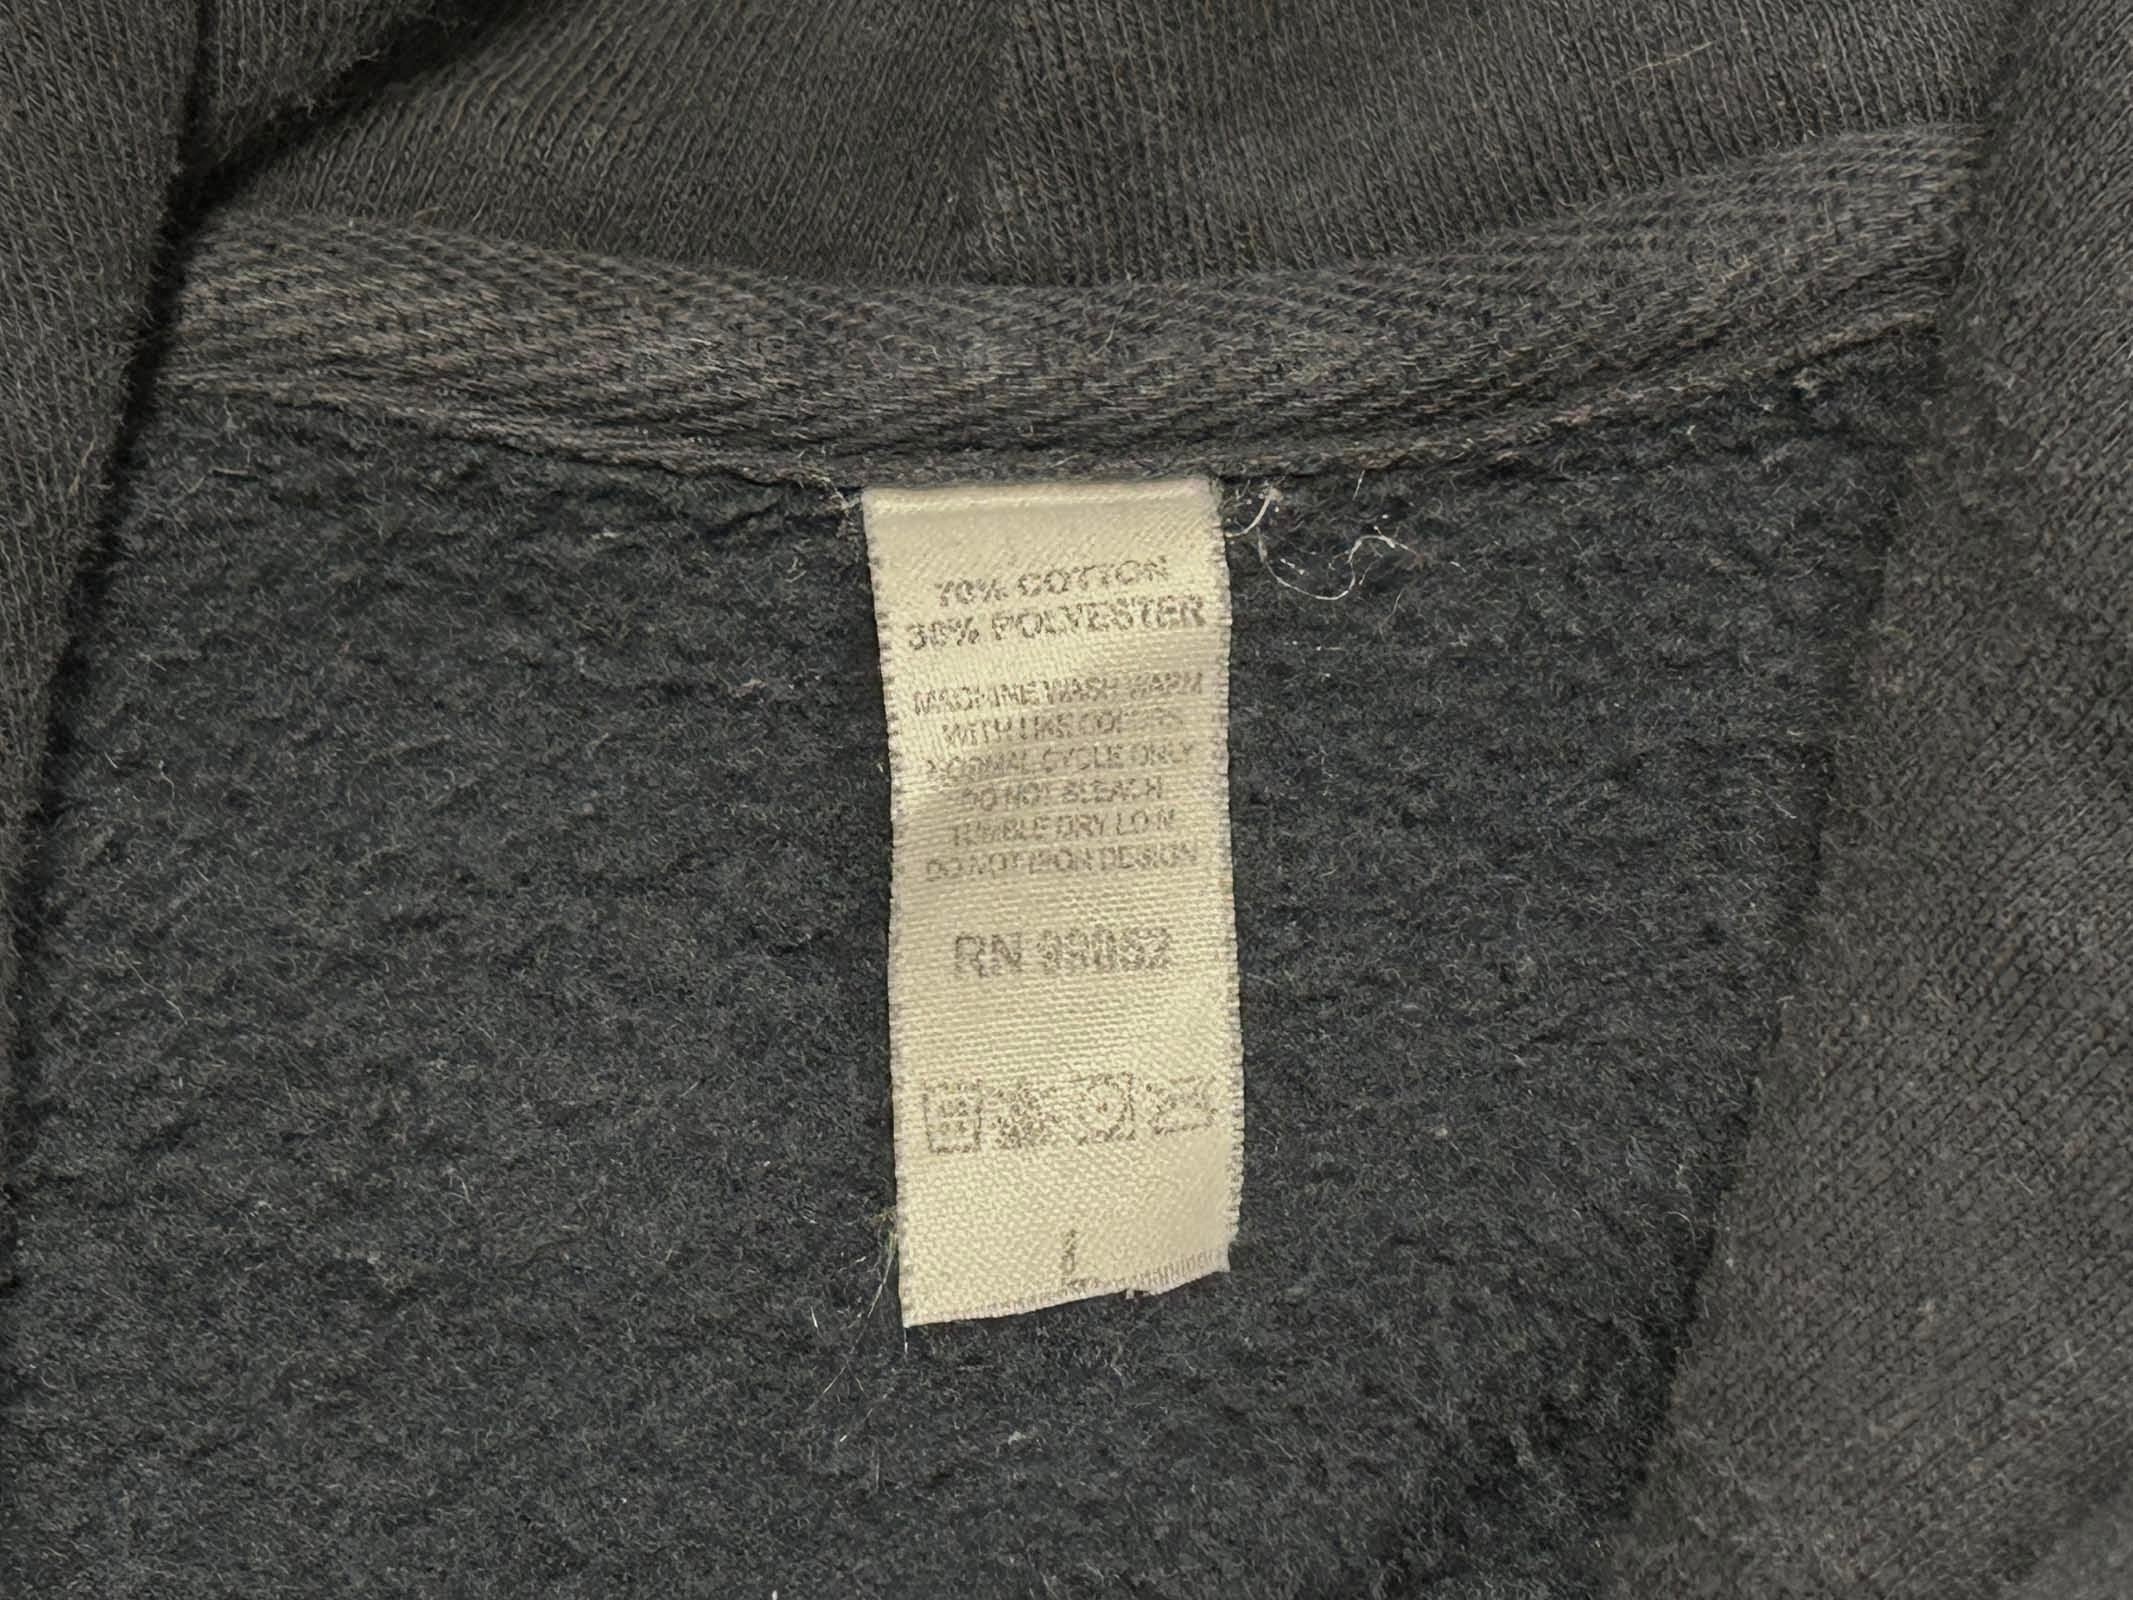 70% COTTON
30% POLYESTER
MACHINE WASH WARM
WITH LIKE COLORS
NORMAL CYCLE ONLY
DO NOT BLEACH
TUMBLE DRY LOW
DO NOT IRON DESIGN
RN